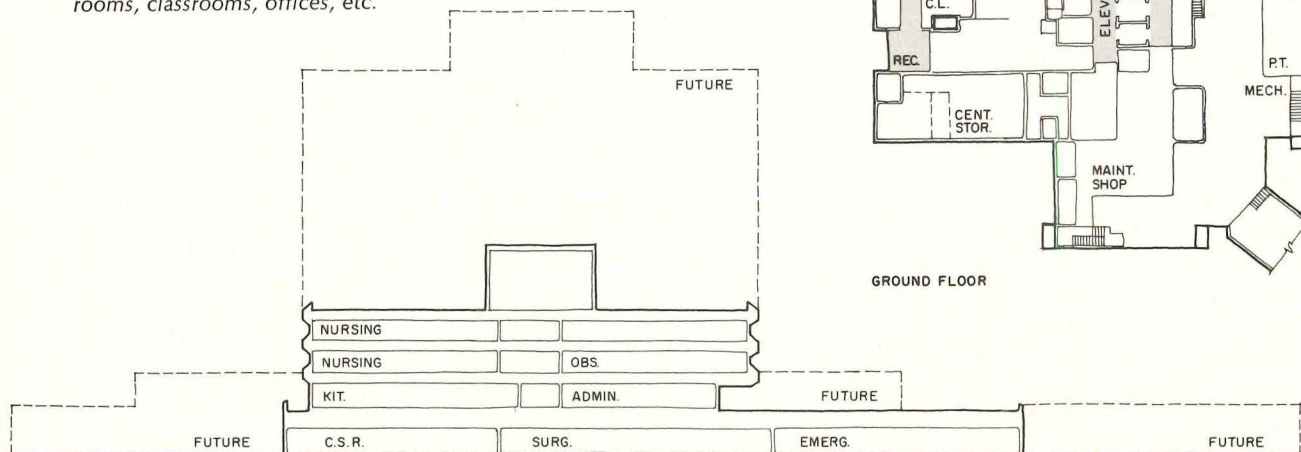 rooms, classrooms, offices, etc.
FUTURE
C.L.
ELEV
REC.
CENT.
STOR.
P.T.
MECH.
MAINT.
SHOP
GROUND FLOOR
NURSING
NURSING
OBS.
KIT.
ADMIN.
FUTURE
FUTURE
C.S.R.
SURG.
EMERG.
FUTURE